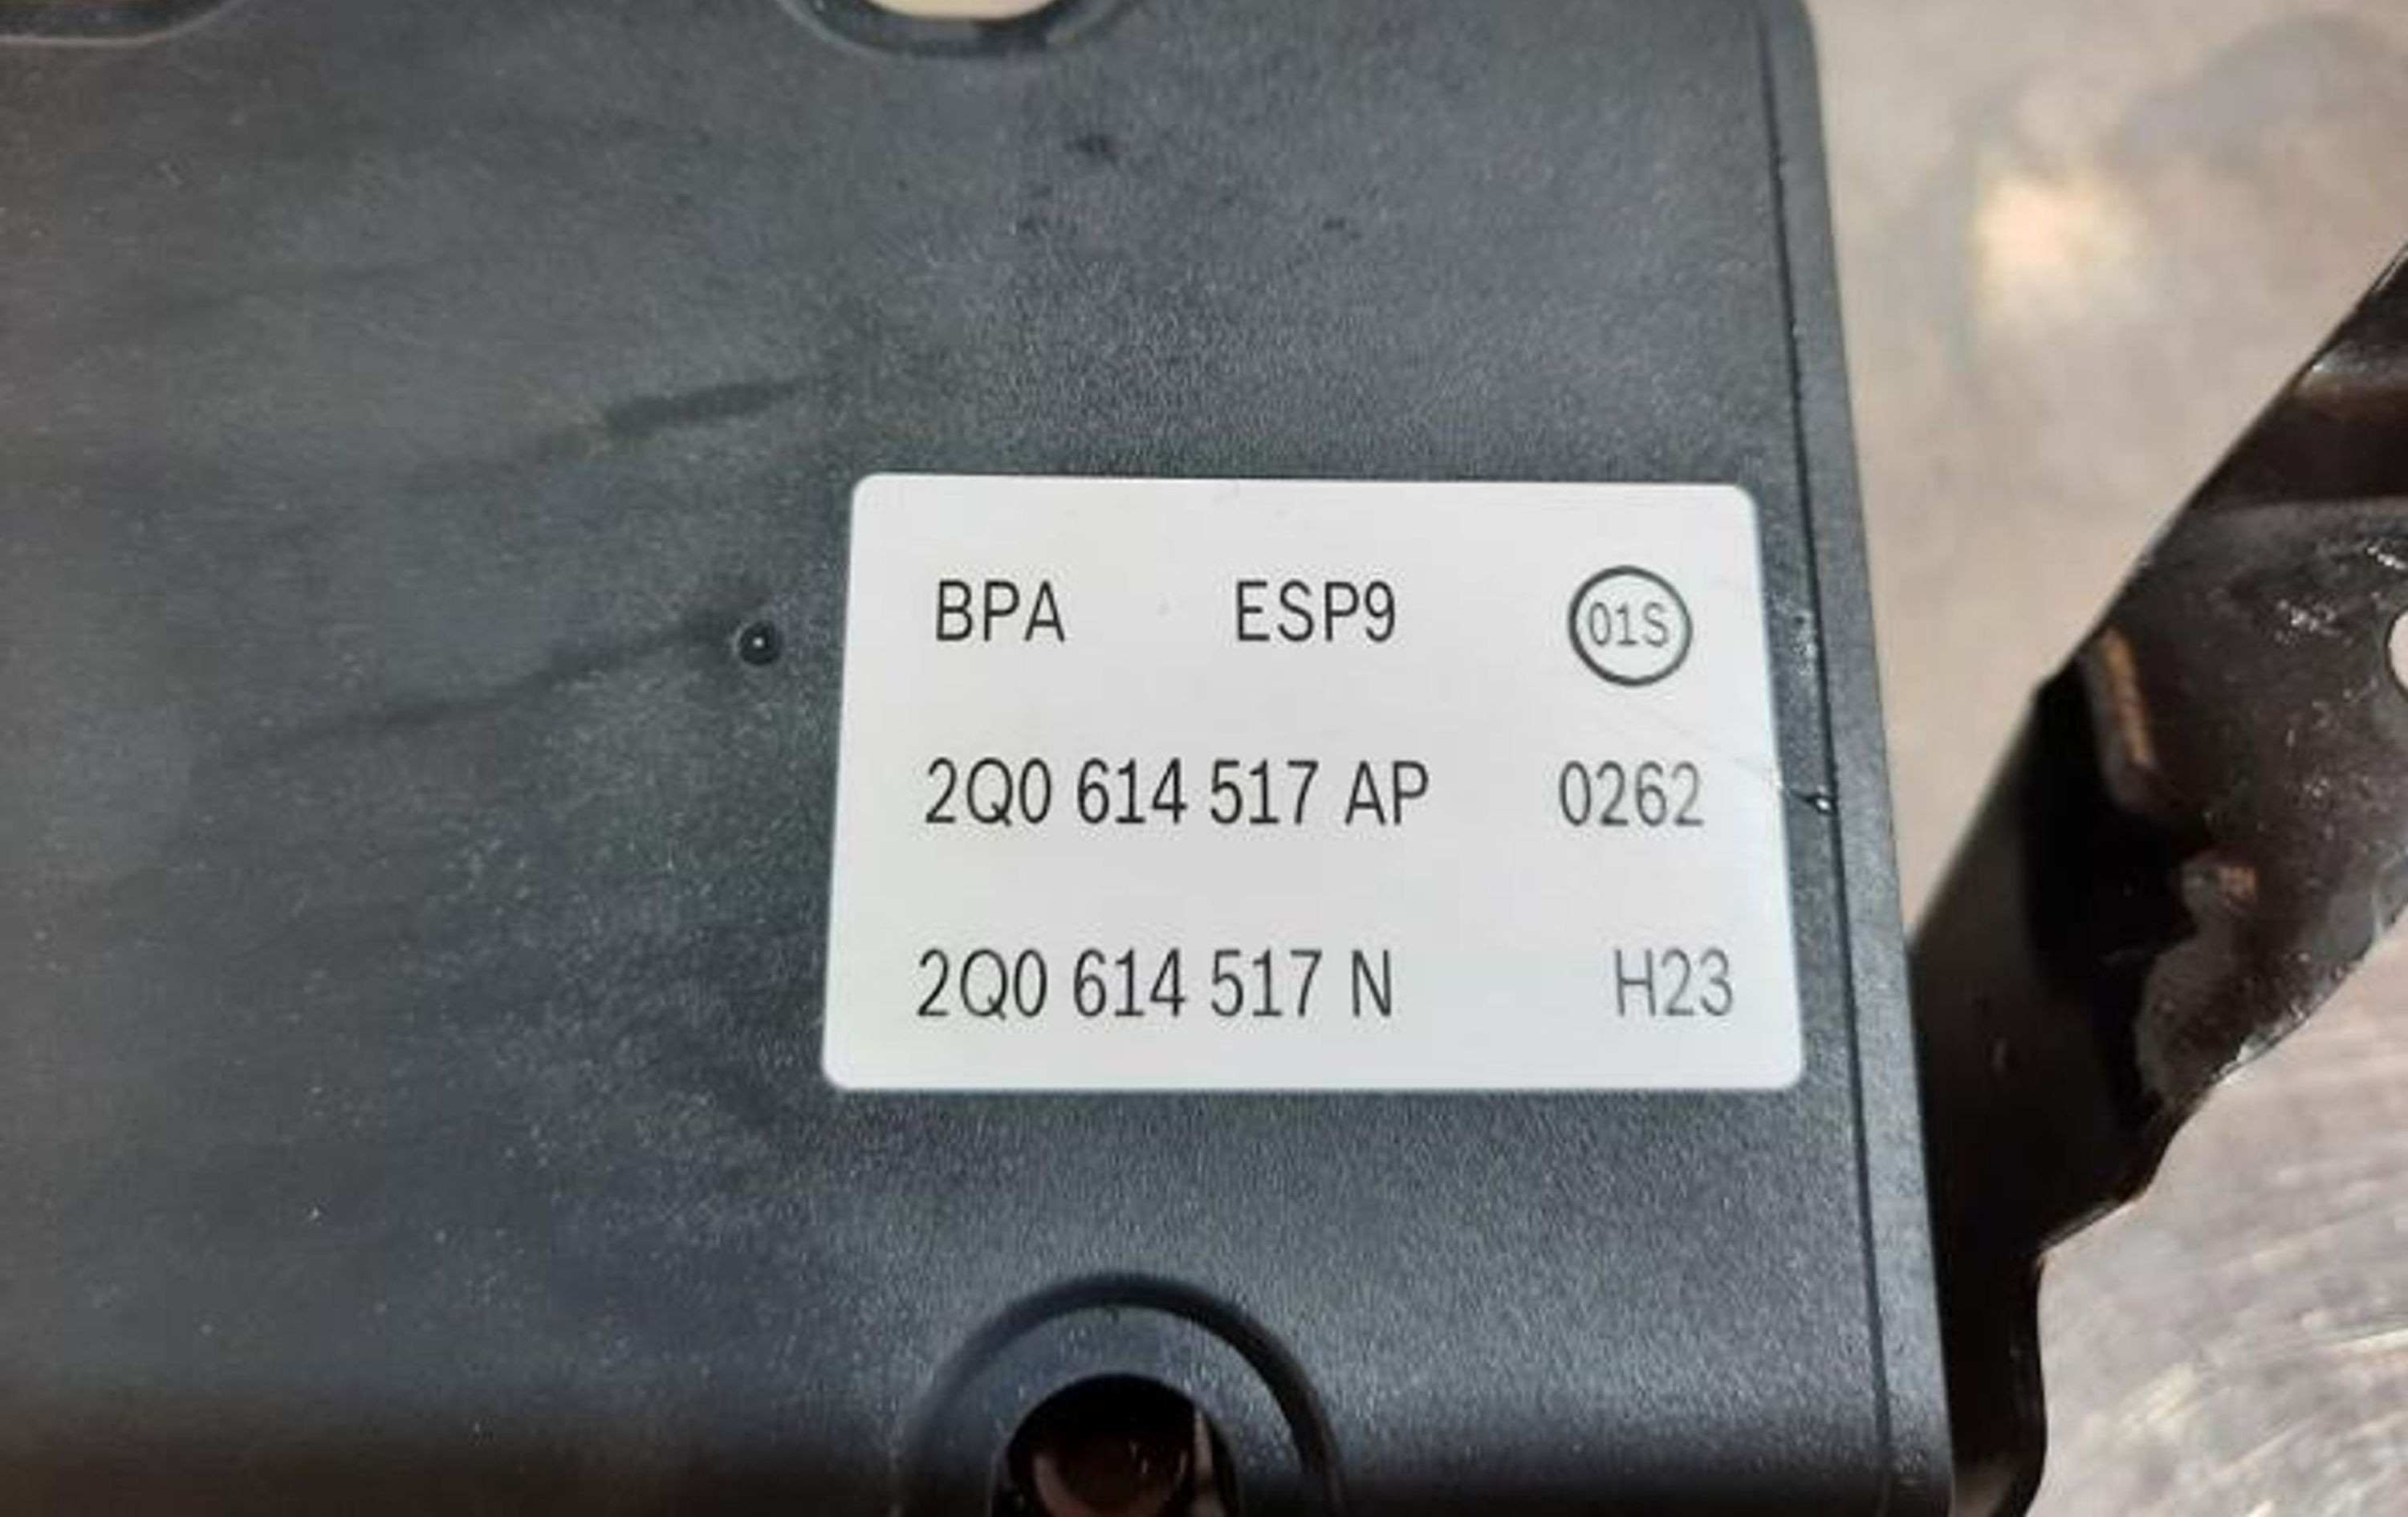 BPA ESP9 01S
2Q0 614 517 AP 0262
2Q0 614 517 N H23